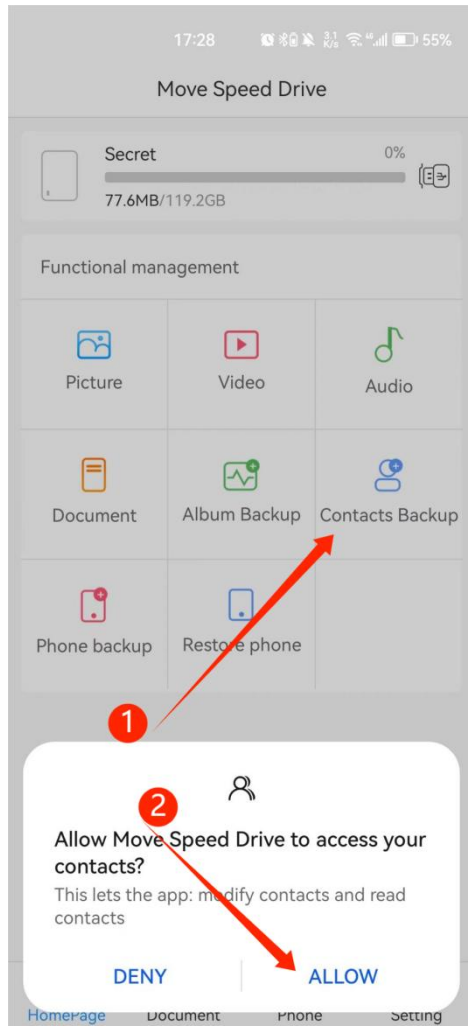 17:28 3.1 K/s 55%
Move Speed Drive
Secret 0%
77.6MB/119.2GB
Functional management
Picture Video Audio
Document Album Backup Contacts Backup
Phone backup Restore phone
1
2
Allow Move Speed Drive to access your
contacts?
This lets the app: modify contacts and read
contacts
DENY ALLOW
HomePage Document Phone Setting